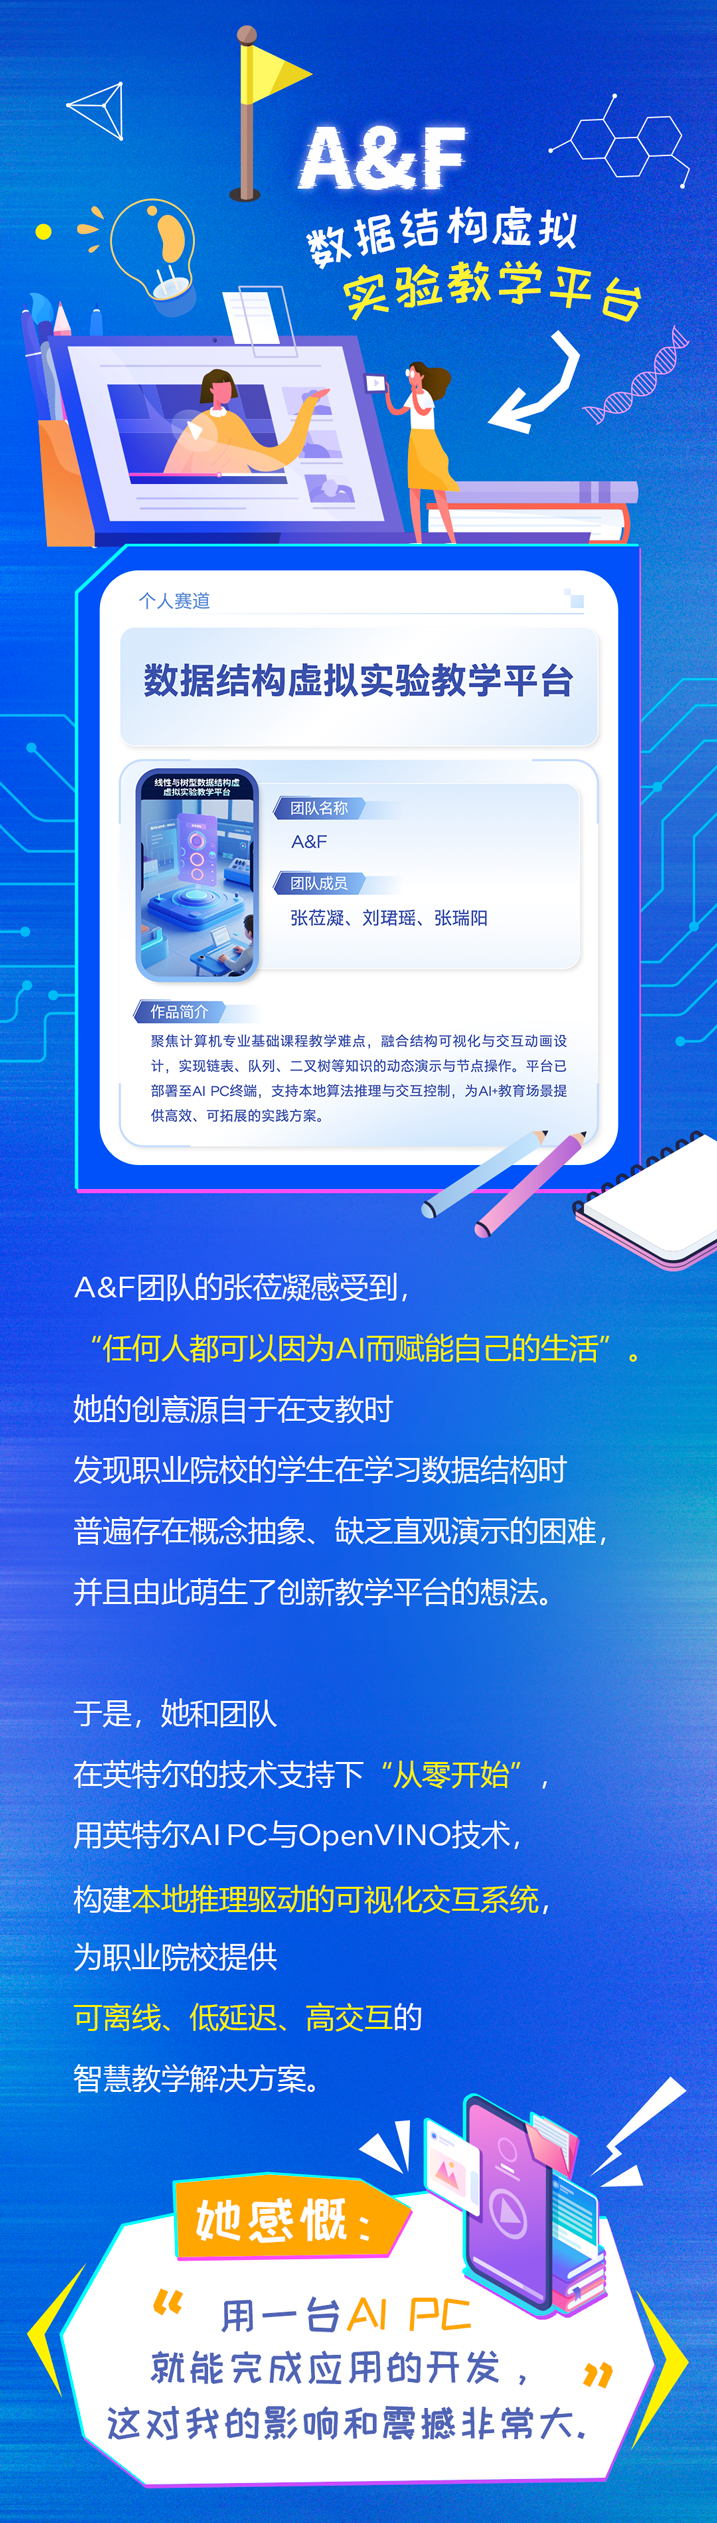 A&F
数据结构虚拟
实验教学平台
个人赛道
数据结构虚拟实验教学平台
线性与树型数据结构虚
虚拟实验教学平台
团队名称
A&F
团队成员
张莅凝、刘珺瑶、张瑞阳
作品简介
聚焦计算机专业基础课程教学难点，融合结构可视化与交互动画设
计，实现链表、队列、二叉树等知识的动态演示与节点操作。平台已
部署至AI PC终端，支持本地算法推理与交互控制，为AI+教育场景提
供高效、可拓展的实践方案。
A&F团队的张莅凝感受到，
“任何人都可以因为AI而赋能自己的生活”。
她的创意源自于在支教时
发现职业院校的学生在学习数据结构时
普遍存在概念抽象、缺乏直观演示的困难，
并且由此萌生了创新教学平台的想法。
于是，她和团队
在英特尔的技术支持下“从零开始”，
用英特尔AI PC与OpenVINO技术，
构建本地推理驱动的可视化交互系统，
为职业院校提供
可离线、低延迟、高交互的
智慧教学解决方案。
她感慨：
“用一台AI PC
就能完成应用的开发，
这对我的影响和震撼非常大.”